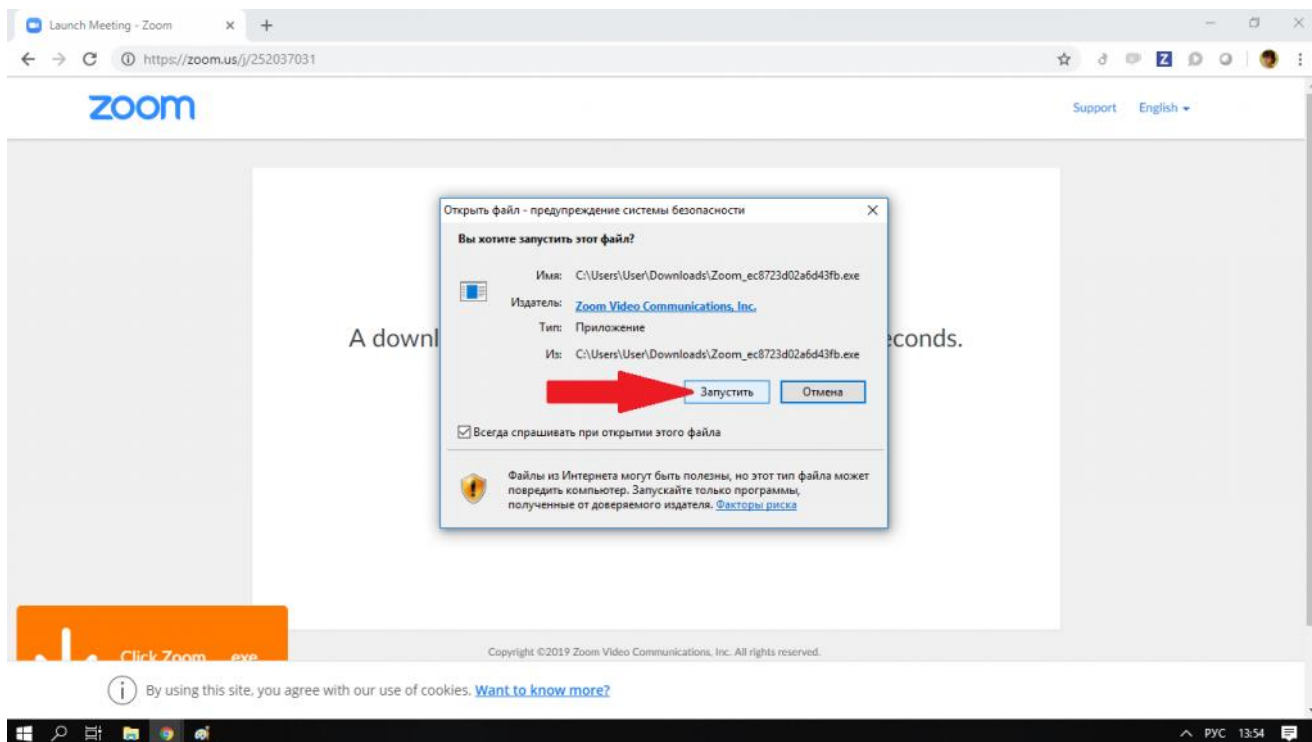 Launch Meeting - Zoom
https://zoom.us/j/252037031
zoom
Support English
Открыть файл - предупреждение системы безопасности
Вы хотите запустить этот файл?
Имя: C:\Users\User\Downloads\Zoom_ec8723d02a6d43fb.exe
Издатель: Zoom Video Communications, Inc.
Тип: Приложение
Из: C:\Users\User\Downloads\Zoom_ec8723d02a6d43fb.exe
A downl
econds.
Запустить Отмена
Всегда спрашивать при открытии этого файла
Файлы из Интернета могут быть полезны, но этот тип файла может
повредить компьютер. Запускайте только программы,
полученные от доверяемого издателя. Факторы риска
Click Zoom_...exe
Copyright ©2019 Zoom Video Communications, Inc. All rights reserved.
By using this site, you agree with our use of cookies. Want to know more?
РУС 13:54